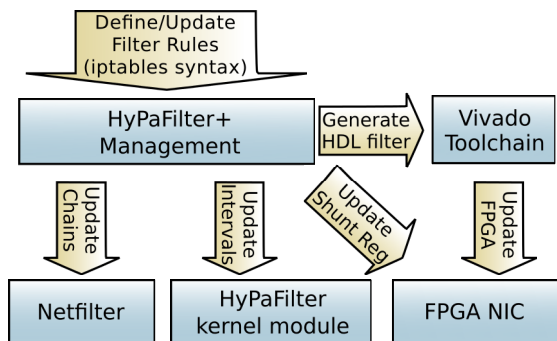 Define/Update
Filter Rules
(iptables syntax)
HyPaFilter+
Management
Generate
HDL filter
Vivado
Toolchain
Update
Chains
Update
Intervals
Update
Shunt Reg
Update
FPGA
Netfilter
HyPaFilter
kernel module
FPGA NIC